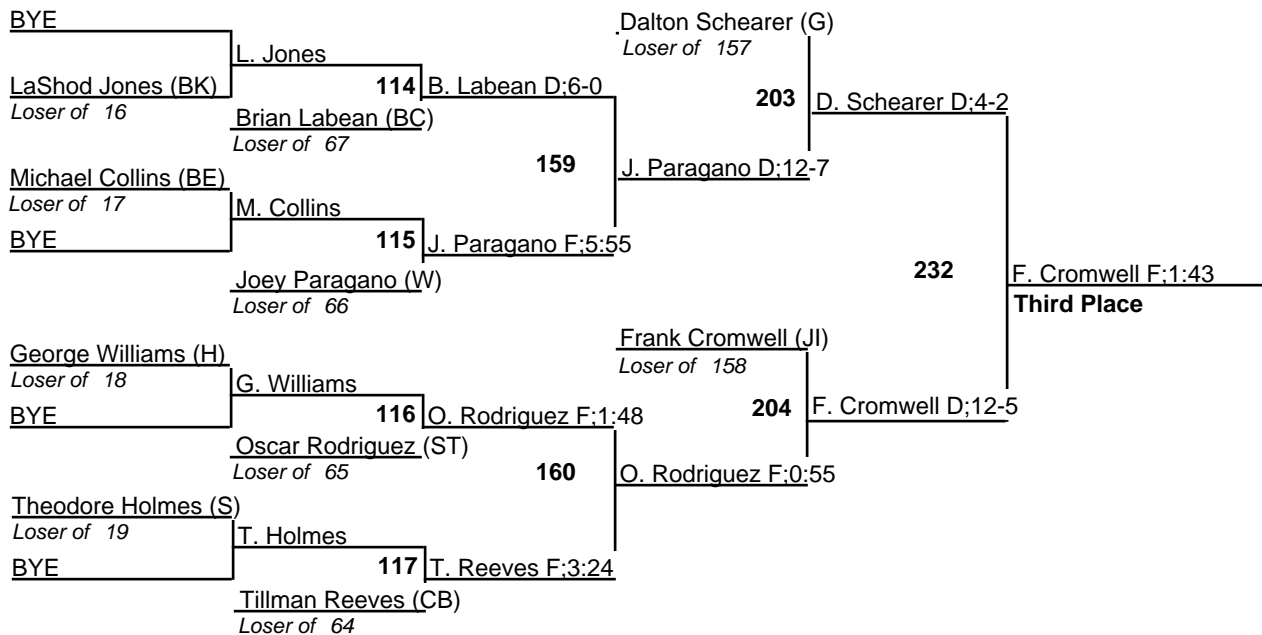 BYE
Dalton Schearer (G)
Loser of 157
L. Jones
LaShod Jones (BK)
114
B. Labean D;6-0
203
D. Schearer D;4-2
Loser of 16
Brian Labean (BC)
Loser of 67
159
J. Paragano D;12-7
Michael Collins (BE)
Loser of 17
M. Collins
BYE
115
J. Paragano F;5:55
232
F. Cromwell F;1:43
Joey Paragano (W)
Loser of 66
Third Place
Frank Cromwell (JI)
George Williams (H)
Loser of 18
Loser of 158
G. Williams
BYE
116
O. Rodriguez F;1:48
204
F. Cromwell D;12-5
Oscar Rodriguez (ST)
Loser of 65
160
O. Rodriguez F;0:55
Theodore Holmes (S)
Loser of 19
T. Holmes
BYE
117
T. Reeves F;3:24
Tillman Reeves (CB)
Loser of 64